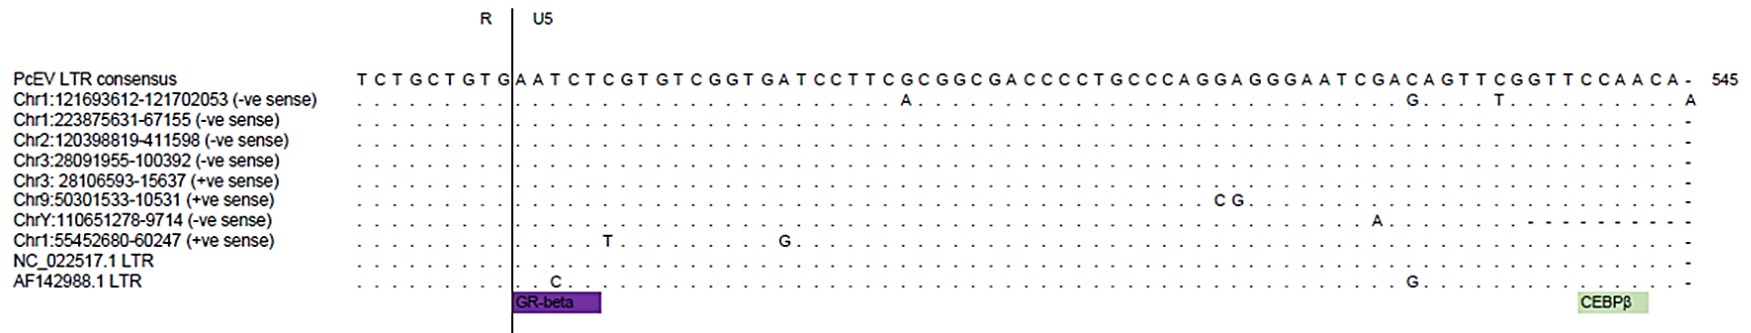 R U5
PcEV LTR consensus T C T G C T G T G A A T C T C G T G T C G G T G A T C C T T C G C G G C G A C C C C T G C C C A G G A G G G A A T C G A C A G T T C G G T T C C A A C A - 545
Chr1:121693612-121702053 (-ve sense) . . . . . . . . . . . . . . . . . . . . . . . . . . . . . . . A . . . . . . . . . . . . . . . . . . . . . . . . . . . . G . . . . T . . . . . . . . . . A
Chr1:223875631-67155 (-ve sense) . . . . . . . . . . . . . . . . . . . . . . . . . . . . . . . . . . . . . . . . . . . . . . . . . . . . . . . . . . . . . . . . . . . . . . . . . . . . -
Chr2:120398819-411598 (-ve sense) . . . . . . . . . . . . . . . . . . . . . . . . . . . . . . . . . . . . . . . . . . . . . . . . . . . . . . . . . . . . . . . . . . . . . . . . . . . . -
Chr3:28091955-100392 (-ve sense) . . . . . . . . . . . . . . . . . . . . . . . . . . . . . . . . . . . . . . . . . . . . . . . . . . . . . . . . . . . . . . . . . . . . . . . . . . . . -
Chr3: 28106593-15637 (+ve sense) . . . . . . . . . . . . . . . . . . . . . . . . . . . . . . . . . . . . . . . . . . . . . . . . . . . . . . . . . . . . . . . . . . . . . . . . . . . . -
Chr9:50301533-10531 (+ve sense) . . . . . . . . . . . . . . . . . . . . . . . . . . . . . . . . . . . . . . . . . . . . . . . . . C G . . . . . . . . . . . . . . . . . . . . . . . . . -
ChrY:110651278-9714 (-ve sense) . . . . . . . . . . . . . . . . . . . . . . . . . . . . . . . . . . . . . . . . . . . . . . . . . . . . . . . . . . A . . . . . . . . - - - - - - - - - -
Chr1:55452680-60247 (+ve sense) . . . . . . . . . . . . . . T . . . . . . . . . G . . . . . . . . . . . . . . . . . . . . . . . . . . . . . . . . . . . . . . . . . . . . . . . . . . . -
NC_022517.1 LTR . . . . . . . . . . . . . . . . . . . . . . . . . . . . . . . . . . . . . . . . . . . . . . . . . . . . . . . . . . . . . . . . . . . . . . . . . . . . -
AF142988.1 LTR . . . . . . . . . . . C . . . . . . . . . . . . . . . . . . . . . . . . . . . . . . . . . . . . . . . . . . . . . . . . G . . . . . . . . . . . . . . . -
GR-beta CEBPβ